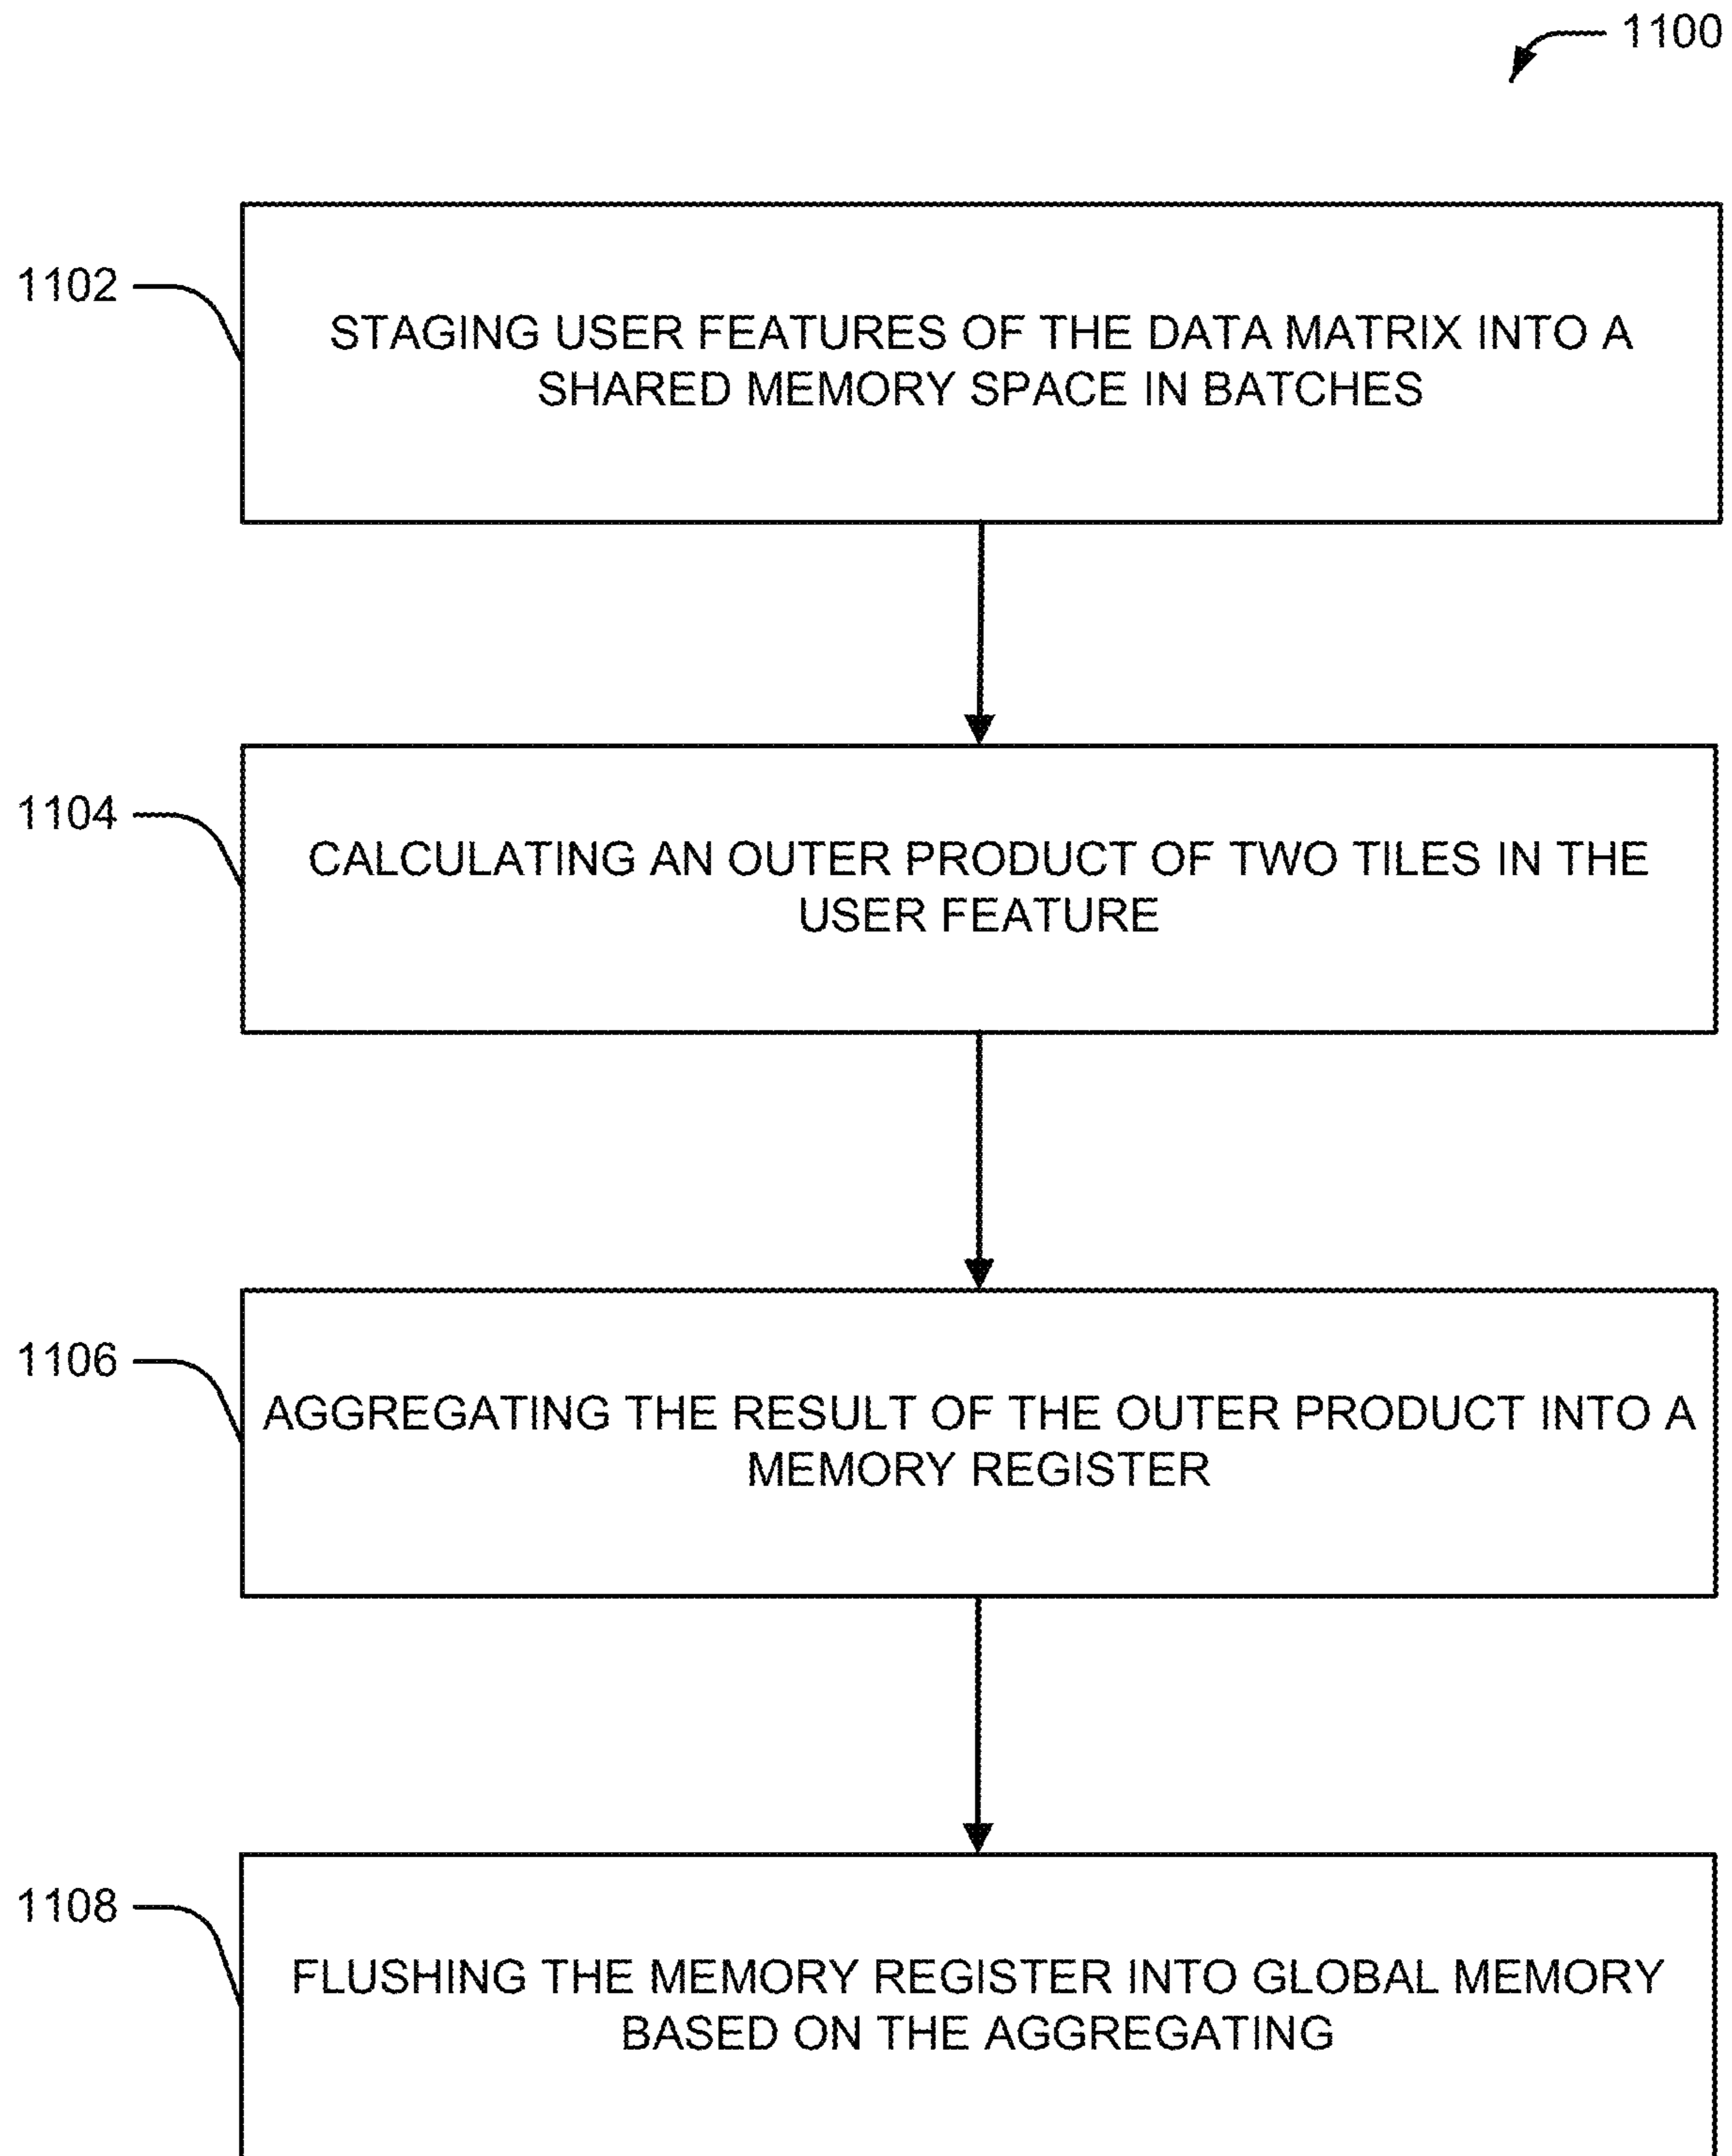 1100
1102
STAGING USER FEATURES OF THE DATA MATRIX INTO A
SHARED MEMORY SPACE IN BATCHES
1104
CALCULATING AN OUTER PRODUCT OF TWO TILES IN THE
USER FEATURE
1106
AGGREGATING THE RESULT OF THE OUTER PRODUCT INTO A
MEMORY REGISTER
1108
FLUSHING THE MEMORY REGISTER INTO GLOBAL MEMORY
BASED ON THE AGGREGATING